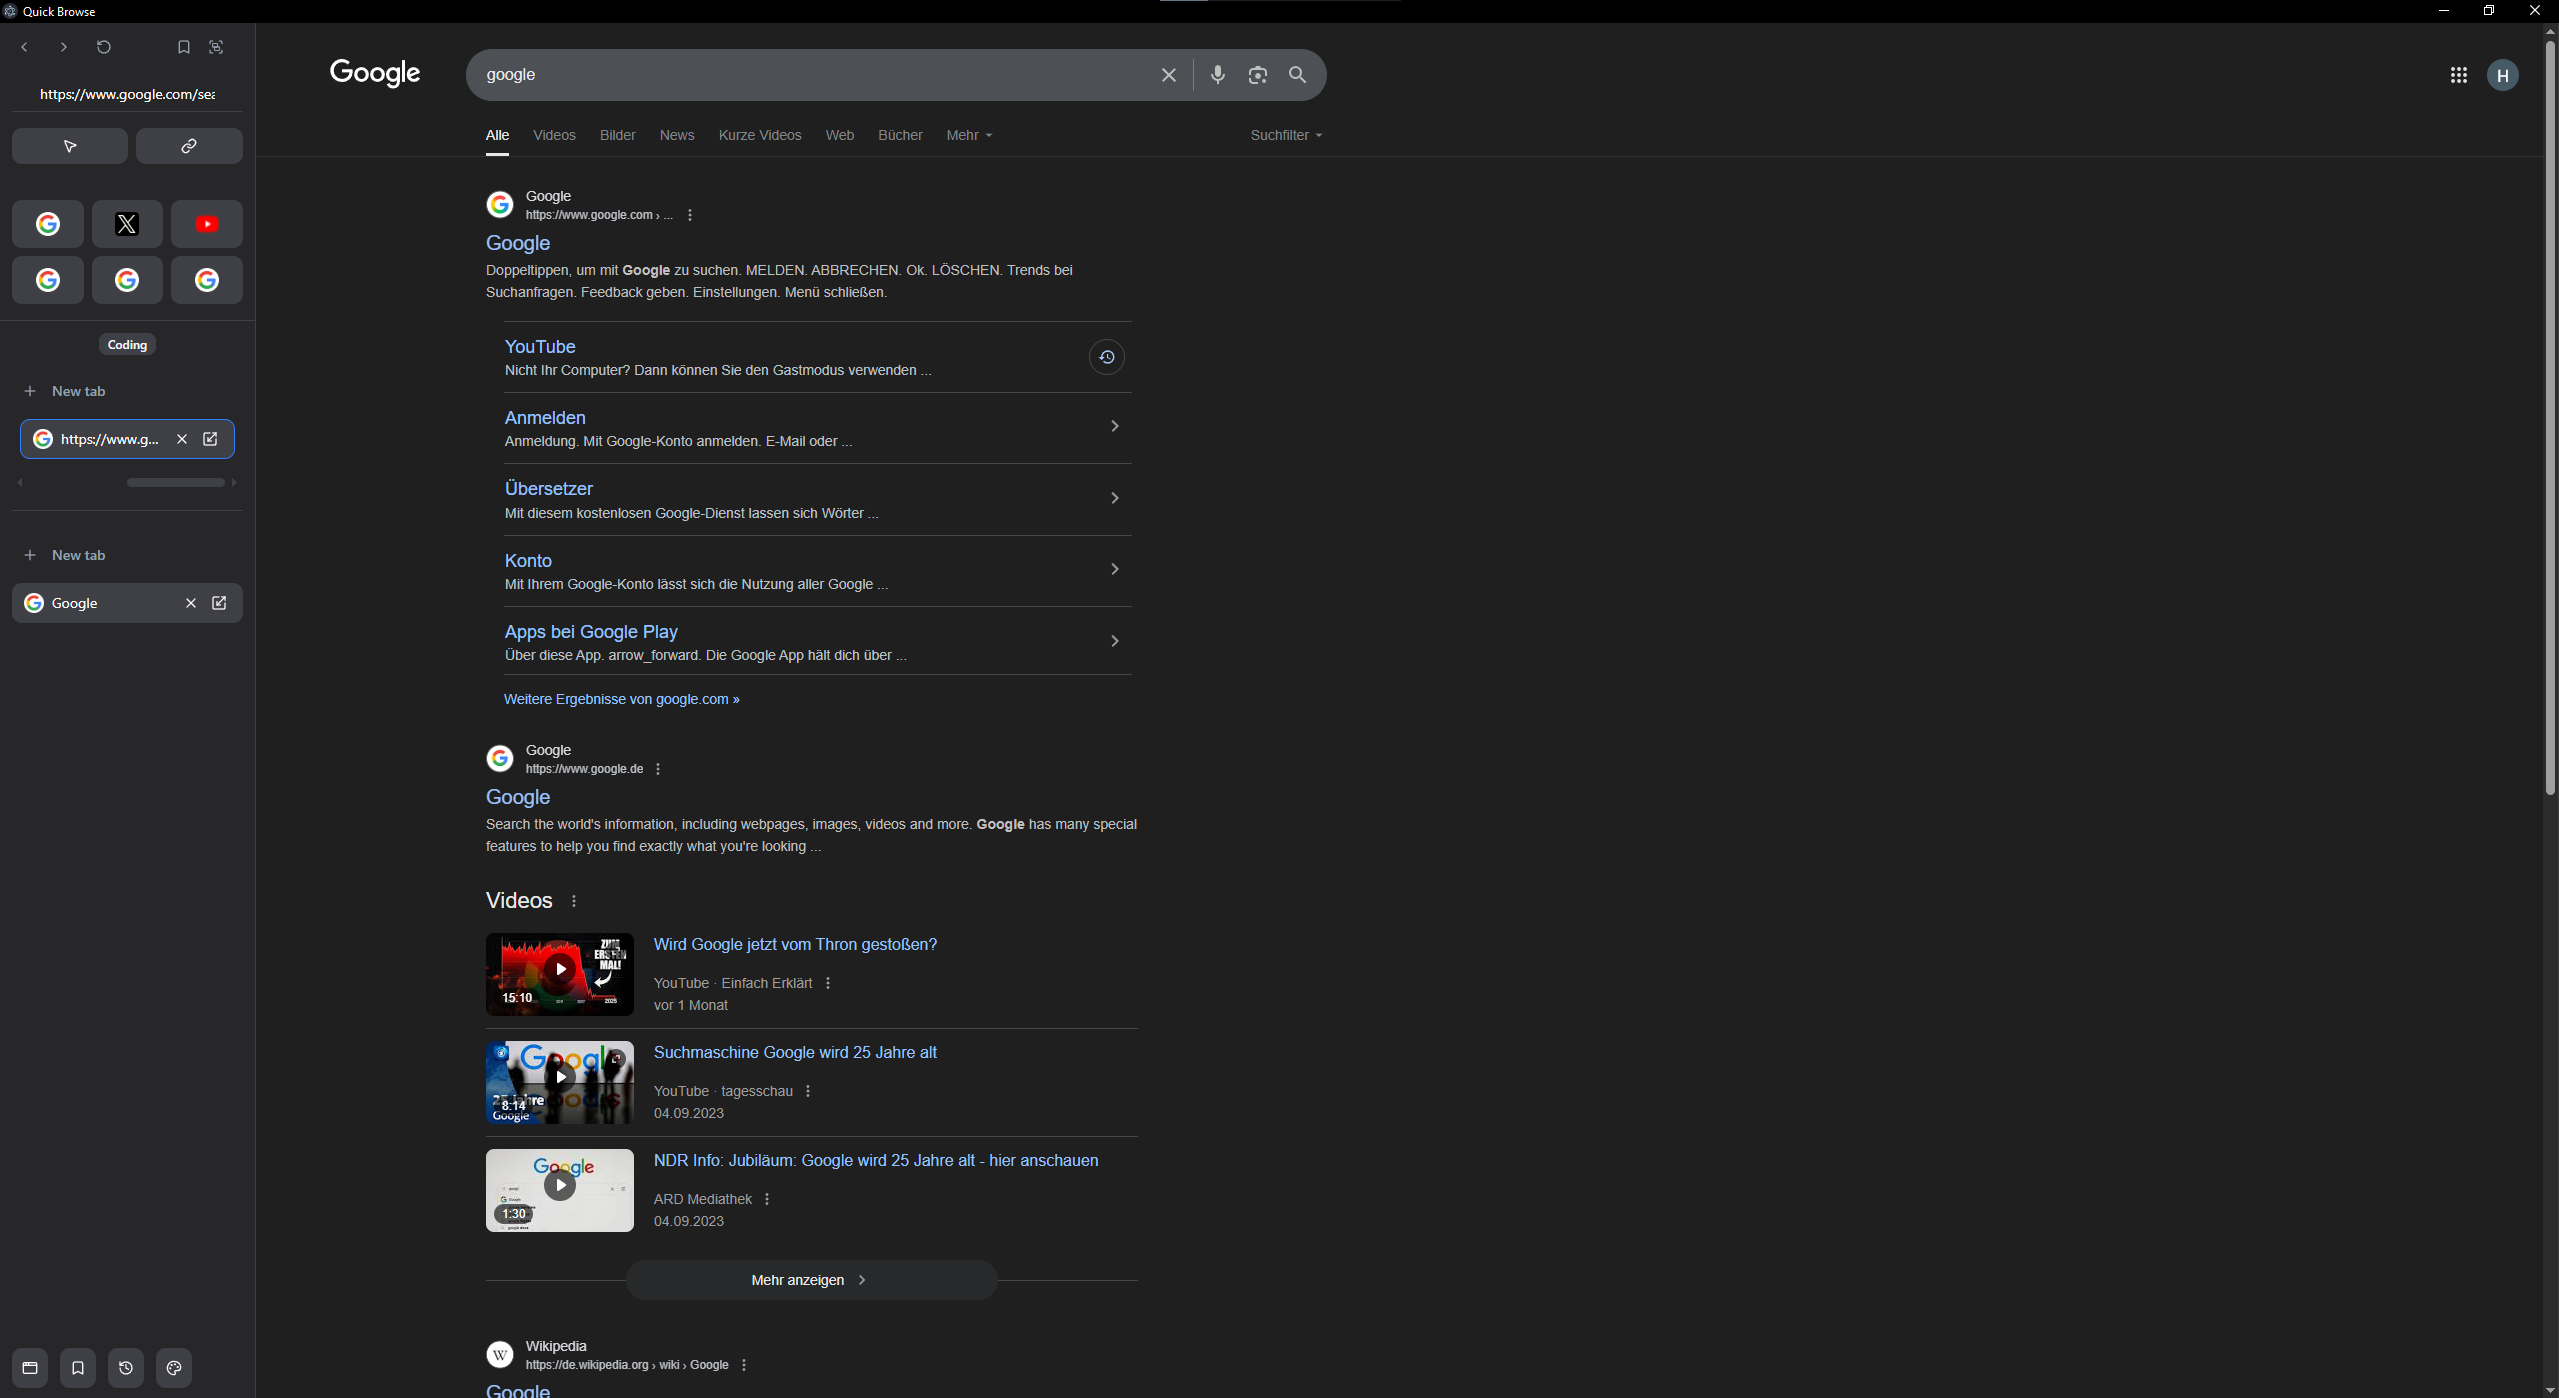 Quick Browse
https://www.google.com/sea
Coding
New tab
https://www.g...
New tab
Google
Google
google
H
Alle Videos Bilder News Kurze Videos Web Bücher Mehr Suchfilter
Google
https://www.google.com › ...
Google
Doppeltippen, um mit Google zu suchen. MELDEN. ABBRECHEN. Ok. LÖSCHEN. Trends bei
Suchanfragen. Feedback geben. Einstellungen. Menü schließen.
YouTube
Nicht Ihr Computer? Dann können Sie den Gastmodus verwenden ...
Anmelden
Anmeldung. Mit Google-Konto anmelden. E-Mail oder ...
Übersetzer
Mit diesem kostenlosen Google-Dienst lassen sich Wörter ...
Konto
Mit Ihrem Google-Konto lässt sich die Nutzung aller Google ...
Apps bei Google Play
Über diese App. arrow_forward. Die Google App hält dich über ...
Weitere Ergebnisse von google.com »
Google
https://www.google.de
Google
Search the world's information, including webpages, images, videos and more. Google has many special
features to help you find exactly what you're looking ...
Videos
ZUM
ERSTEN
MAL!
15:10
2025
Wird Google jetzt vom Thron gestoßen?
YouTube · Einfach Erklärt
vor 1 Monat
Google
25 Jahre
8:14
Google
Suchmaschine Google wird 25 Jahre alt
YouTube · tagesschau
04.09.2023
Google
1:30
NDR Info: Jubiläum: Google wird 25 Jahre alt - hier anschauen
ARD Mediathek
04.09.2023
Mehr anzeigen
W
Wikipedia
https://de.wikipedia.org › wiki › Google
Google